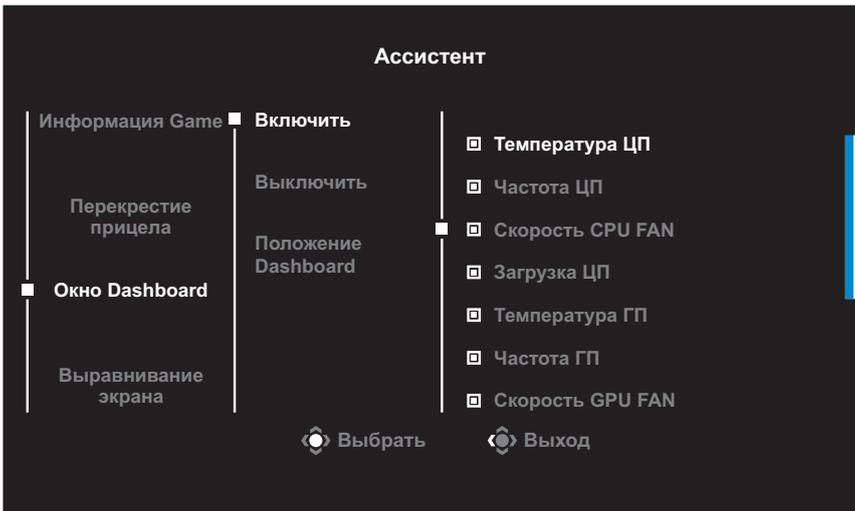 Ассистент
Информация Game
Перекрестие
прицела
Окно Dashboard
Выравнивание
экрана
Включить
Выключить
Положение
Dashboard
Температура ЦП
Частота ЦП
Скорость CPU FAN
Загрузка ЦП
Температура ГП
Частота ГП
Скорость GPU FAN
Выбрать
Выход